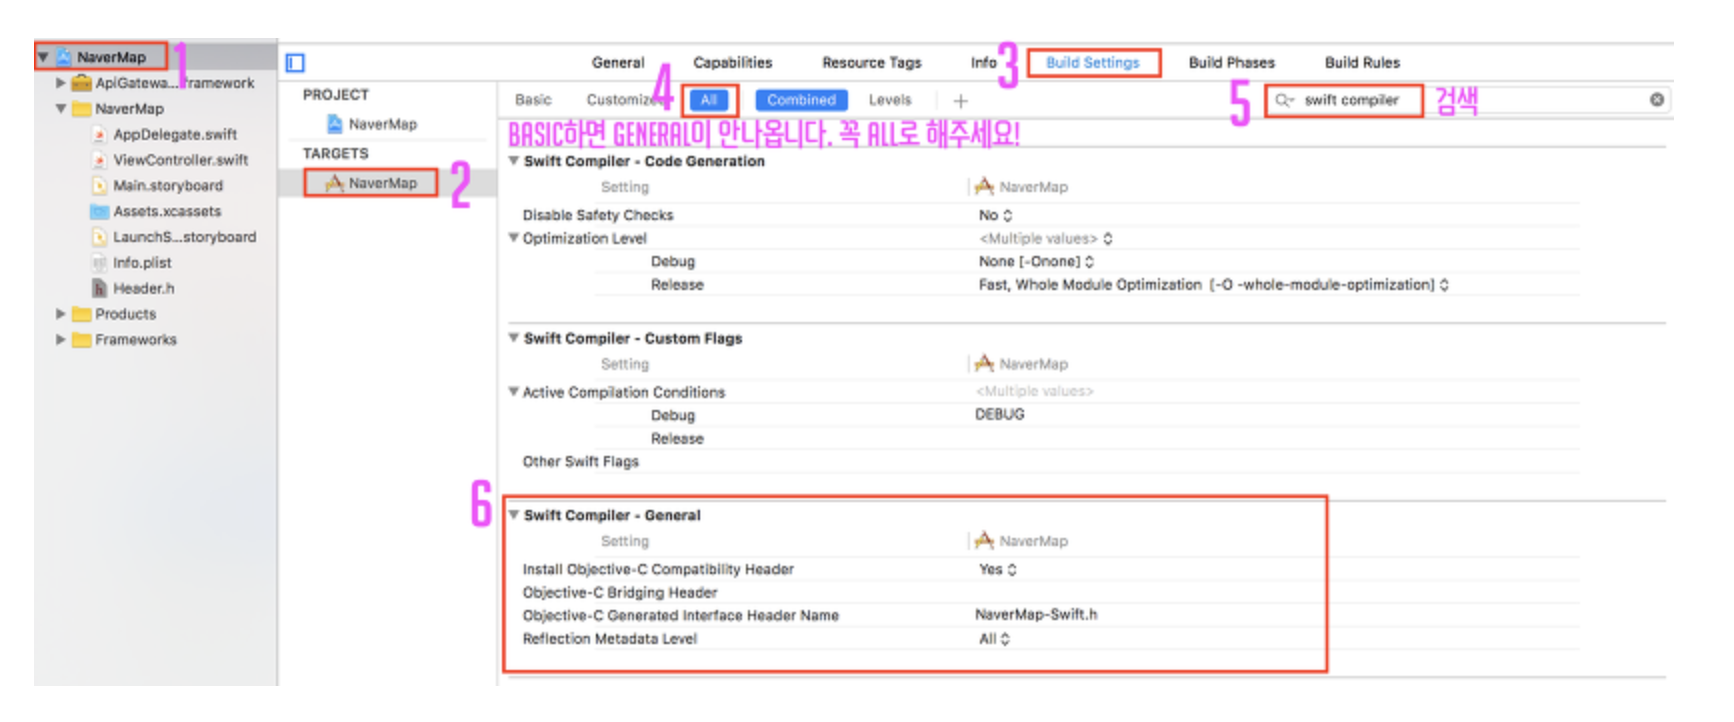 NaverMap 1
ApiGatewa...framework
NaverMap
AppDelegate.swift
ViewController.swift
Main.storyboard
Assets.xcassets
LaunchS...storyboard
Info.plist
Header.h
Products
Frameworks
PROJECT
NaverMap
TARGETS
NaverMap 2
General Capabilities Resource Tags Info 3 Build Settings Build Phases Build Rules
Basic Customized 4 All Combined Levels + 5 swift compiler 검색
BASIC하면 GENERAL이 안나옵니다. 꼭 ALL로 해주세요!
Swift Compiler - Code Generation
Setting NaverMap
Disable Safety Checks No
Optimization Level <Multiple values>
Debug None [-Onone]
Release Fast, Whole Module Optimization [-O -whole-module-optimization]
Swift Compiler - Custom Flags
Setting NaverMap
Active Compilation Conditions <Multiple values>
Debug DEBUG
Release
Other Swift Flags
6
Swift Compiler - General
Setting NaverMap
Install Objective-C Compatibility Header Yes
Objective-C Bridging Header
Objective-C Generated Interface Header Name NaverMap-Swift.h
Reflection Metadata Level All